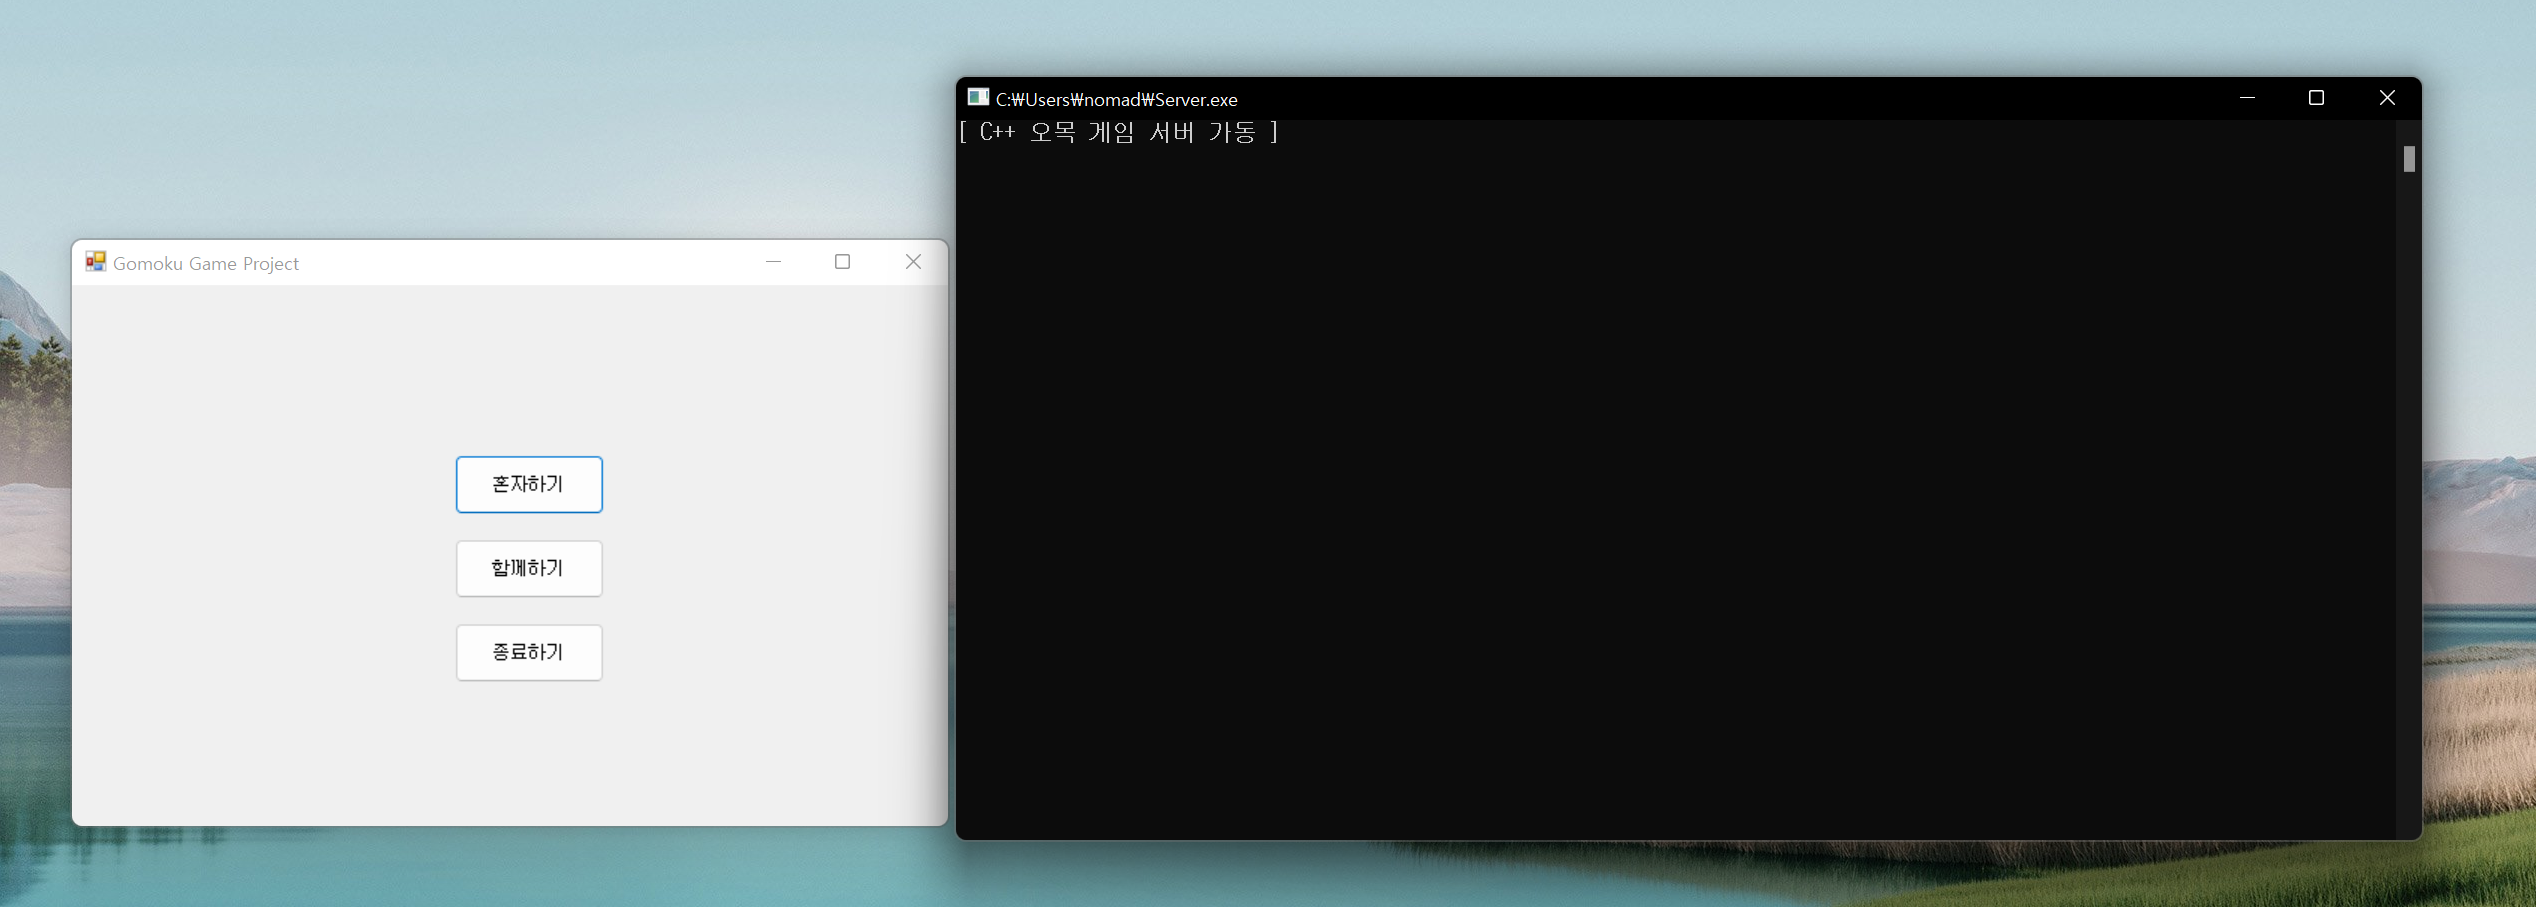 Gomoku Game Project
혼자하기
함께하기
종료하기
C:₩Users₩nomad₩Server.exe
[ C++ 오목 게임 서버 가동 ]